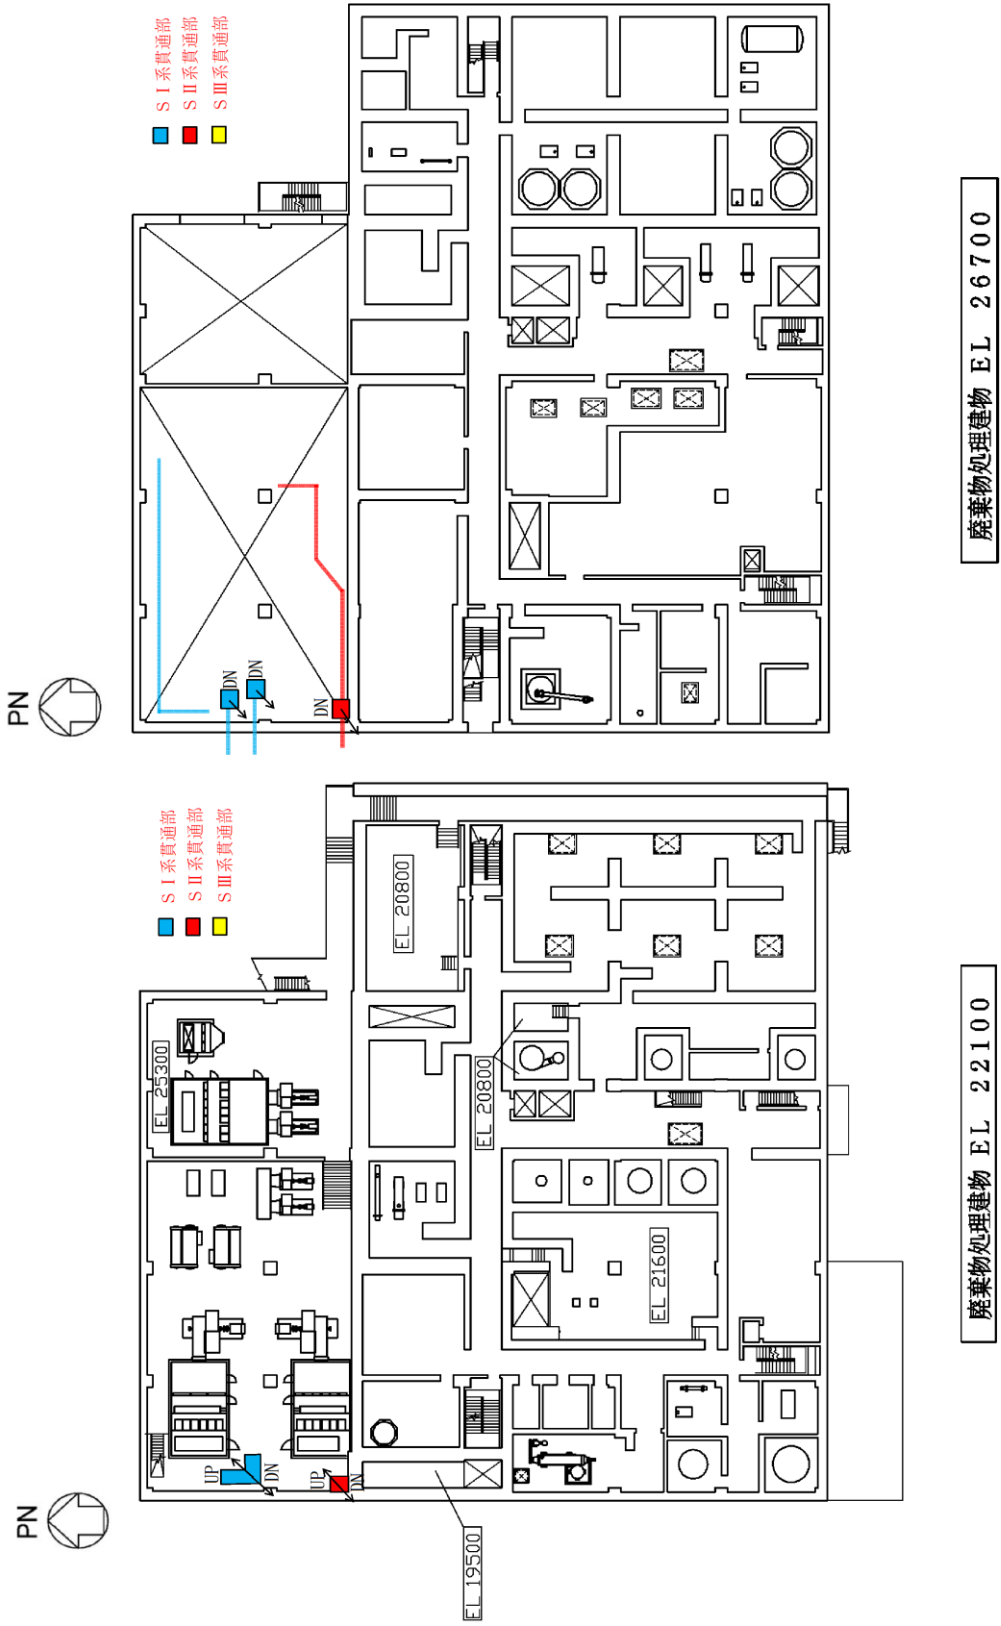 PN
SⅠ系貫通部
SⅡ系貫通部
SⅢ系貫通部
UP
DN
UP
DN
EL 25300
EL 20800
EL 20800
EL 21600
EL 19500
廃棄物処理建物 EL 22100
PN
SⅠ系貫通部
SⅡ系貫通部
SⅢ系貫通部
DN
DN
DN
廃棄物処理建物 EL 26700